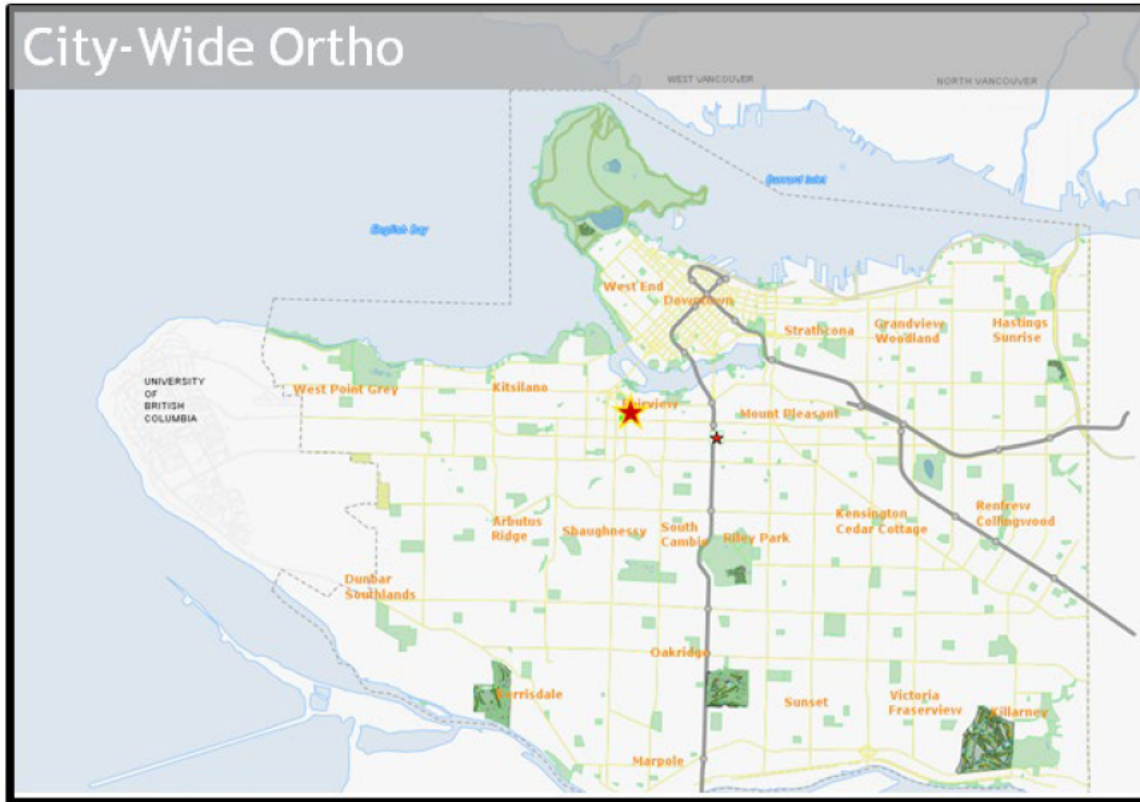 City-Wide Ortho
WEST VANCOUVER
NORTH VANCOUVER
Burrard Inlet
English Bay
West End
Downtown
Strathcona
Grandview
Woodland
Hastings
Sunrise
UNIVERSITY
OF
BRITISH
COLUMBIA
West Point Grey
Kitsilano
Fairview
Mount Pleasant
Arbutus
Ridge
Shaughnessy
South
Cambie
Riley Park
Kensington
Cedar Cottage
Renfrew
Collingwood
Dunbar
Southlands
Oakridge
Kerrisdale
Sunset
Victoria
Fraserview
Killarney
Marpole